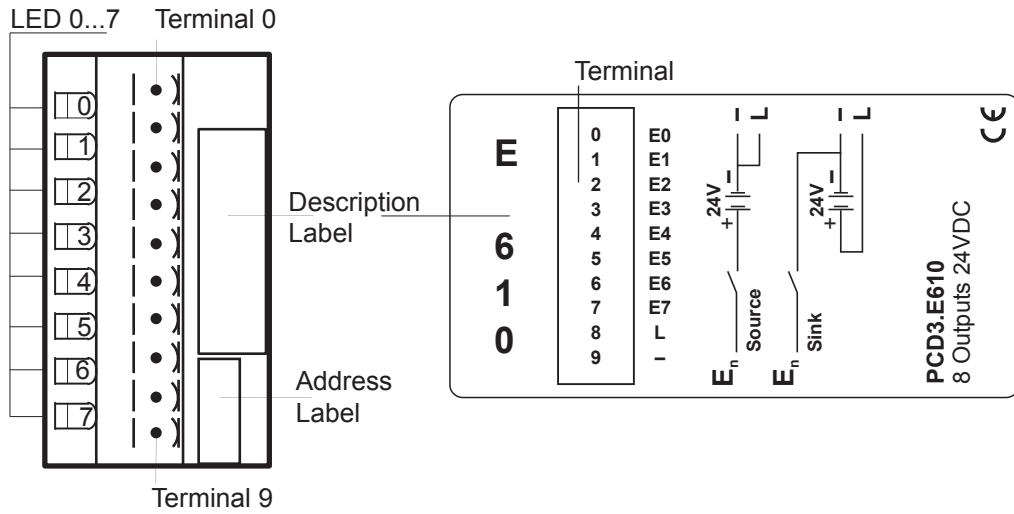 LED 0...7
Terminal 0
0
1
2
3
4
5
6
7
Terminal 9
Description
Label
Address
Label
Terminal
E
6
1
0
0 E0
1 E1
2 E2
3 E3
4 E4
5 E5
6 E6
7 E7
8 L
9 –
– L
–
24V
+
Source
En
– L
–
24V
+
Sink
En
PCD3.E610
8 Outputs 24VDC
CE